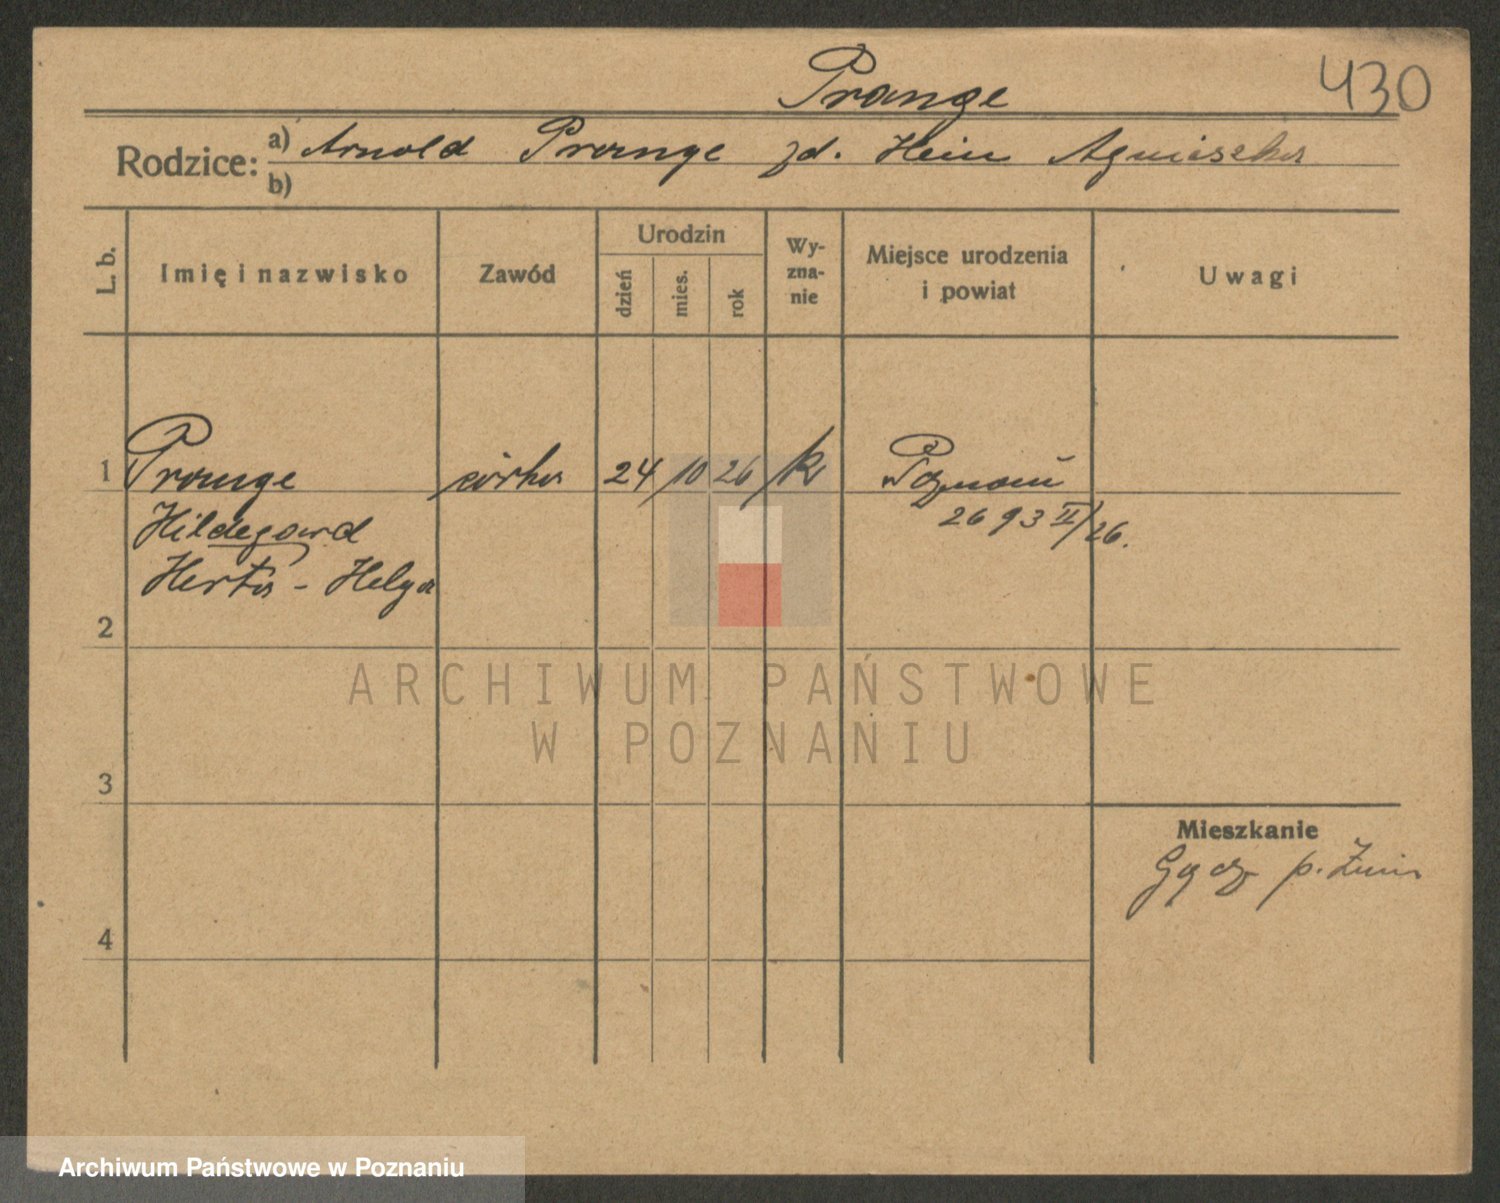 Prange
430
Rodzice: a) Arnold Prange zd. Hein Agnieszka
b)
L. b.
Imię i nazwisko
Zawód
Urodzin
dzień
mies.
rok
Wy-
zna-
nie
Miejsce urodzenia
i powiat
Uwagi
1 Prange córka 24 10 26 /k Poznań
Hildegard
2693 II/26.
Herta - Helga
2
ARCHIWUM PAŃSTWOWE
W POZNANIU
3
Mieszkanie
p. Żnin
4
Archiwum Państwowe w Poznaniu